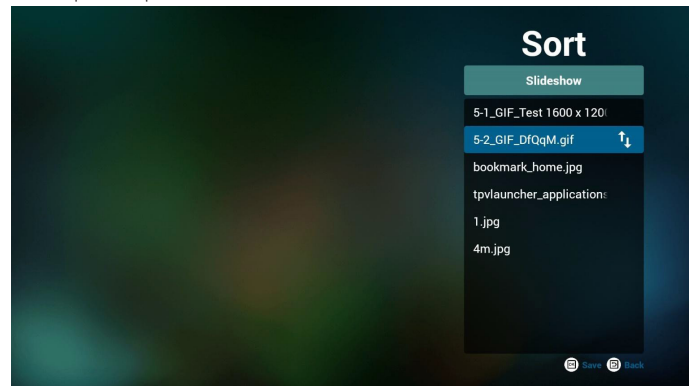 Sort
Slideshow
5-1_GIF_Test 1600 x 120
5-2_GIF_DfQqM.gif
bookmark_home.jpg
tpvlauncher_applications
1.jpg
4m.jpg
Save Back